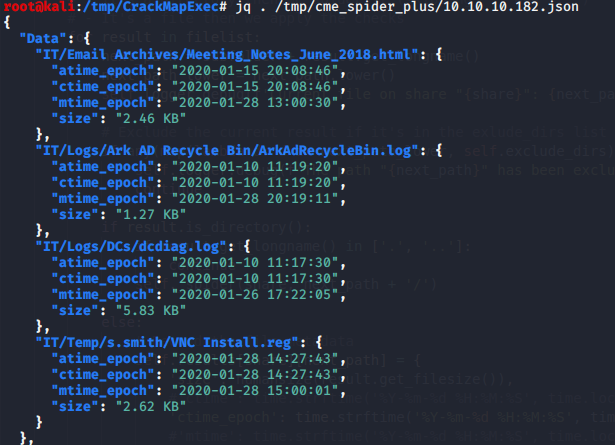 root@kali:/tmp/CrackMapExec# jq . /tmp/cme_spider_plus/10.10.10.182.json
{
  "Data": {
    "IT/Email Archives/Meeting_Notes_June_2018.html": {
      "atime_epoch": "2020-01-15 20:08:46",
      "ctime_epoch": "2020-01-15 20:08:46",
      "mtime_epoch": "2020-01-28 13:00:30",
      "size": "2.46 KB"
    },
    "IT/Logs/Ark AD Recycle Bin/ArkAdRecycleBin.log": {
      "atime_epoch": "2020-01-10 11:19:20",
      "ctime_epoch": "2020-01-10 11:19:20",
      "mtime_epoch": "2020-01-28 20:19:11",
      "size": "1.27 KB"
    },
    "IT/Logs/DCs/dcdiag.log": {
      "atime_epoch": "2020-01-10 11:17:30",
      "ctime_epoch": "2020-01-10 11:17:30",
      "mtime_epoch": "2020-01-26 17:22:05",
      "size": "5.83 KB"
    },
    "IT/Temp/s.smith/VNC Install.reg": {
      "atime_epoch": "2020-01-28 14:27:43",
      "ctime_epoch": "2020-01-28 14:27:43",
      "mtime_epoch": "2020-01-28 15:00:01",
      "size": "2.62 KB"
    }
  },